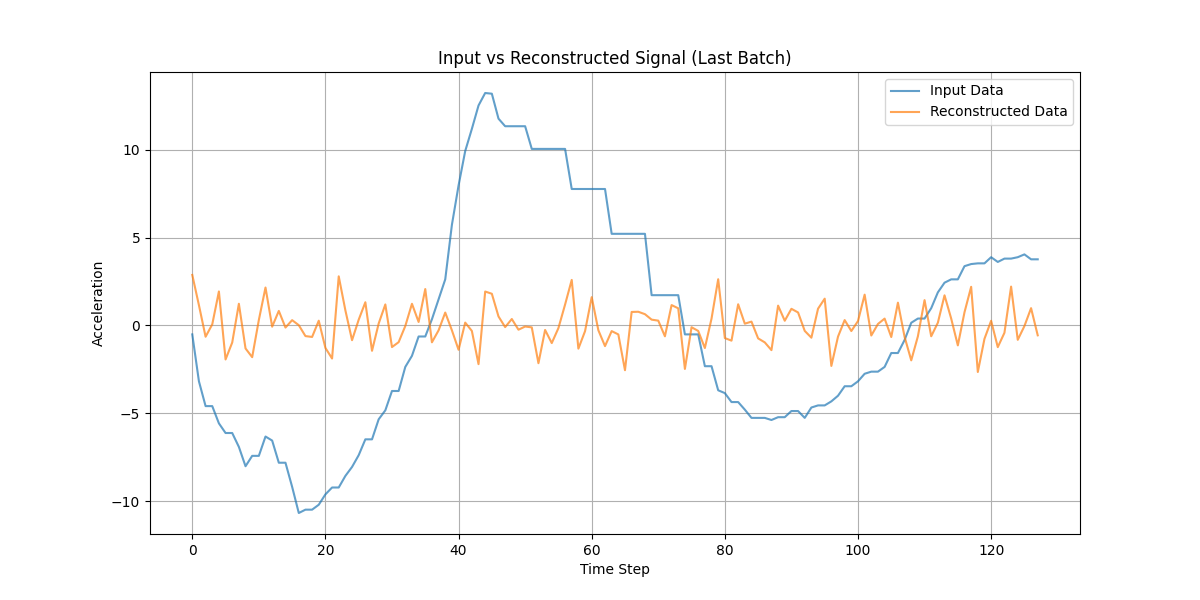 Input vs Reconstructed Signal (Last Batch)
Input Data
Reconstructed Data
Acceleration
10
5
0
−5
−10
0 20 40 60 80 100 120
Time Step